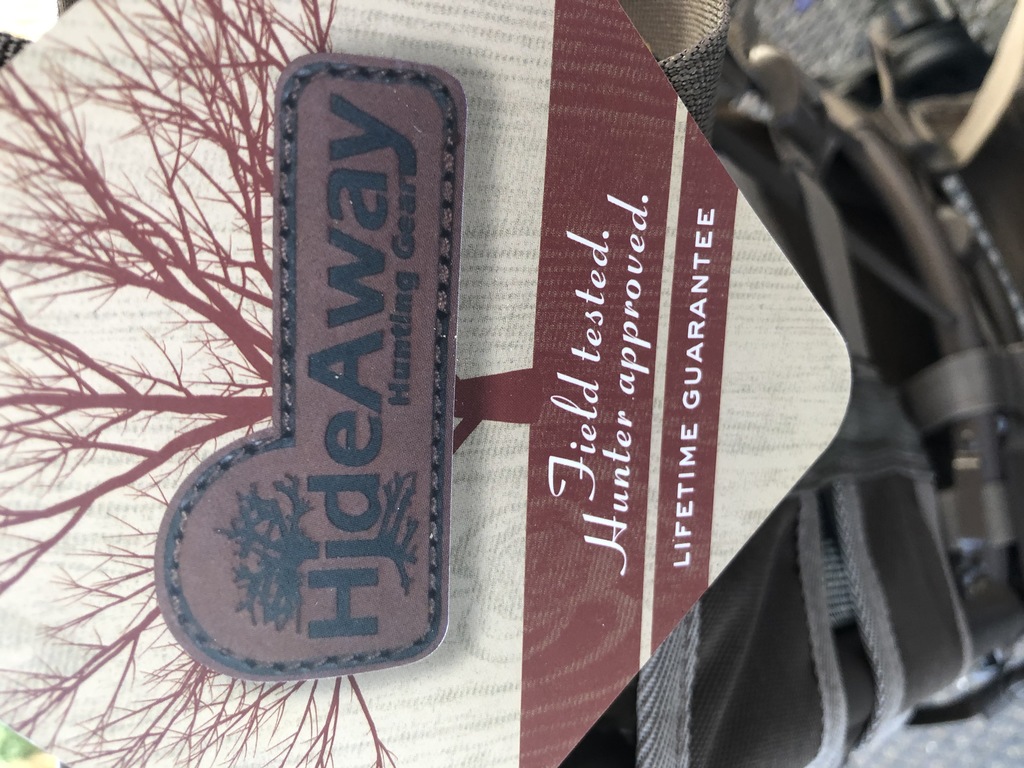 HideAway
Hunting Gear
Field tested.
Hunter approved.
LIFETIME GUARANTEE